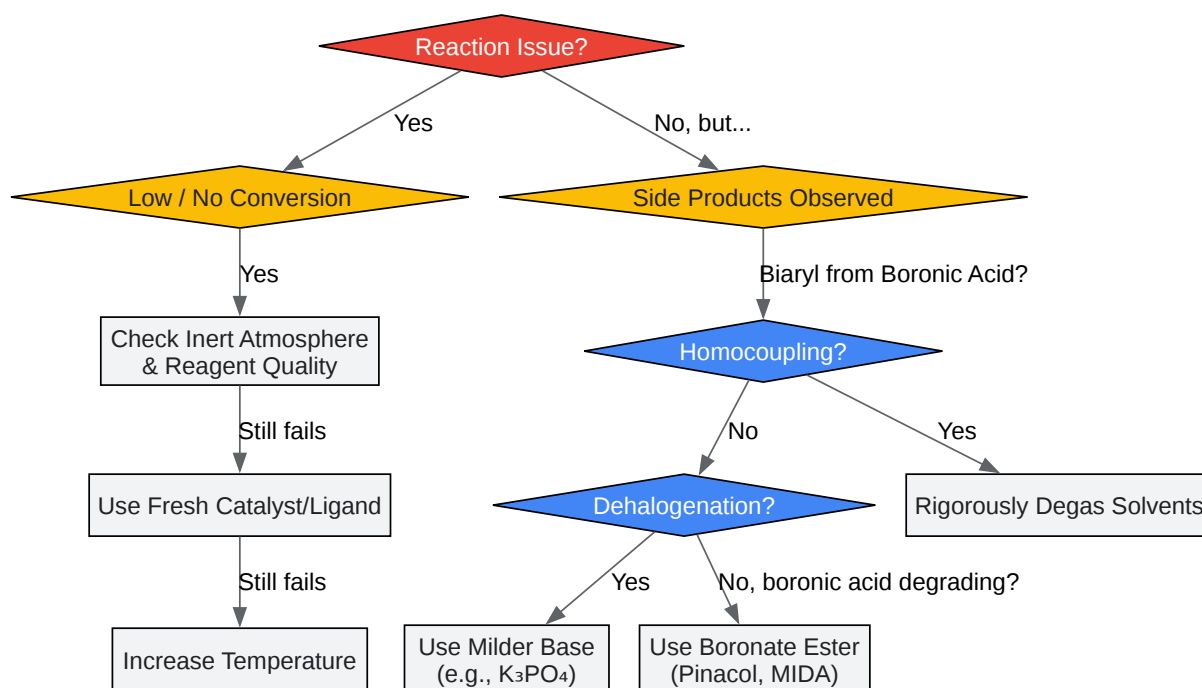 Reaction Issue?
Yes
No, but...
Low / No Conversion
Side Products Observed
Yes
Biaryl from Boronic Acid?
Check Inert Atmosphere
& Reagent Quality
Homocoupling?
Still fails
No
Yes
Use Fresh Catalyst/Ligand
Dehalogenation?
Rigorously Degas Solvents
Still fails
Yes
No, boronic acid degrading?
Increase Temperature
Use Milder Base
(e.g., K₃PO₄)
Use Boronate Ester
(Pinacol, MIDA)